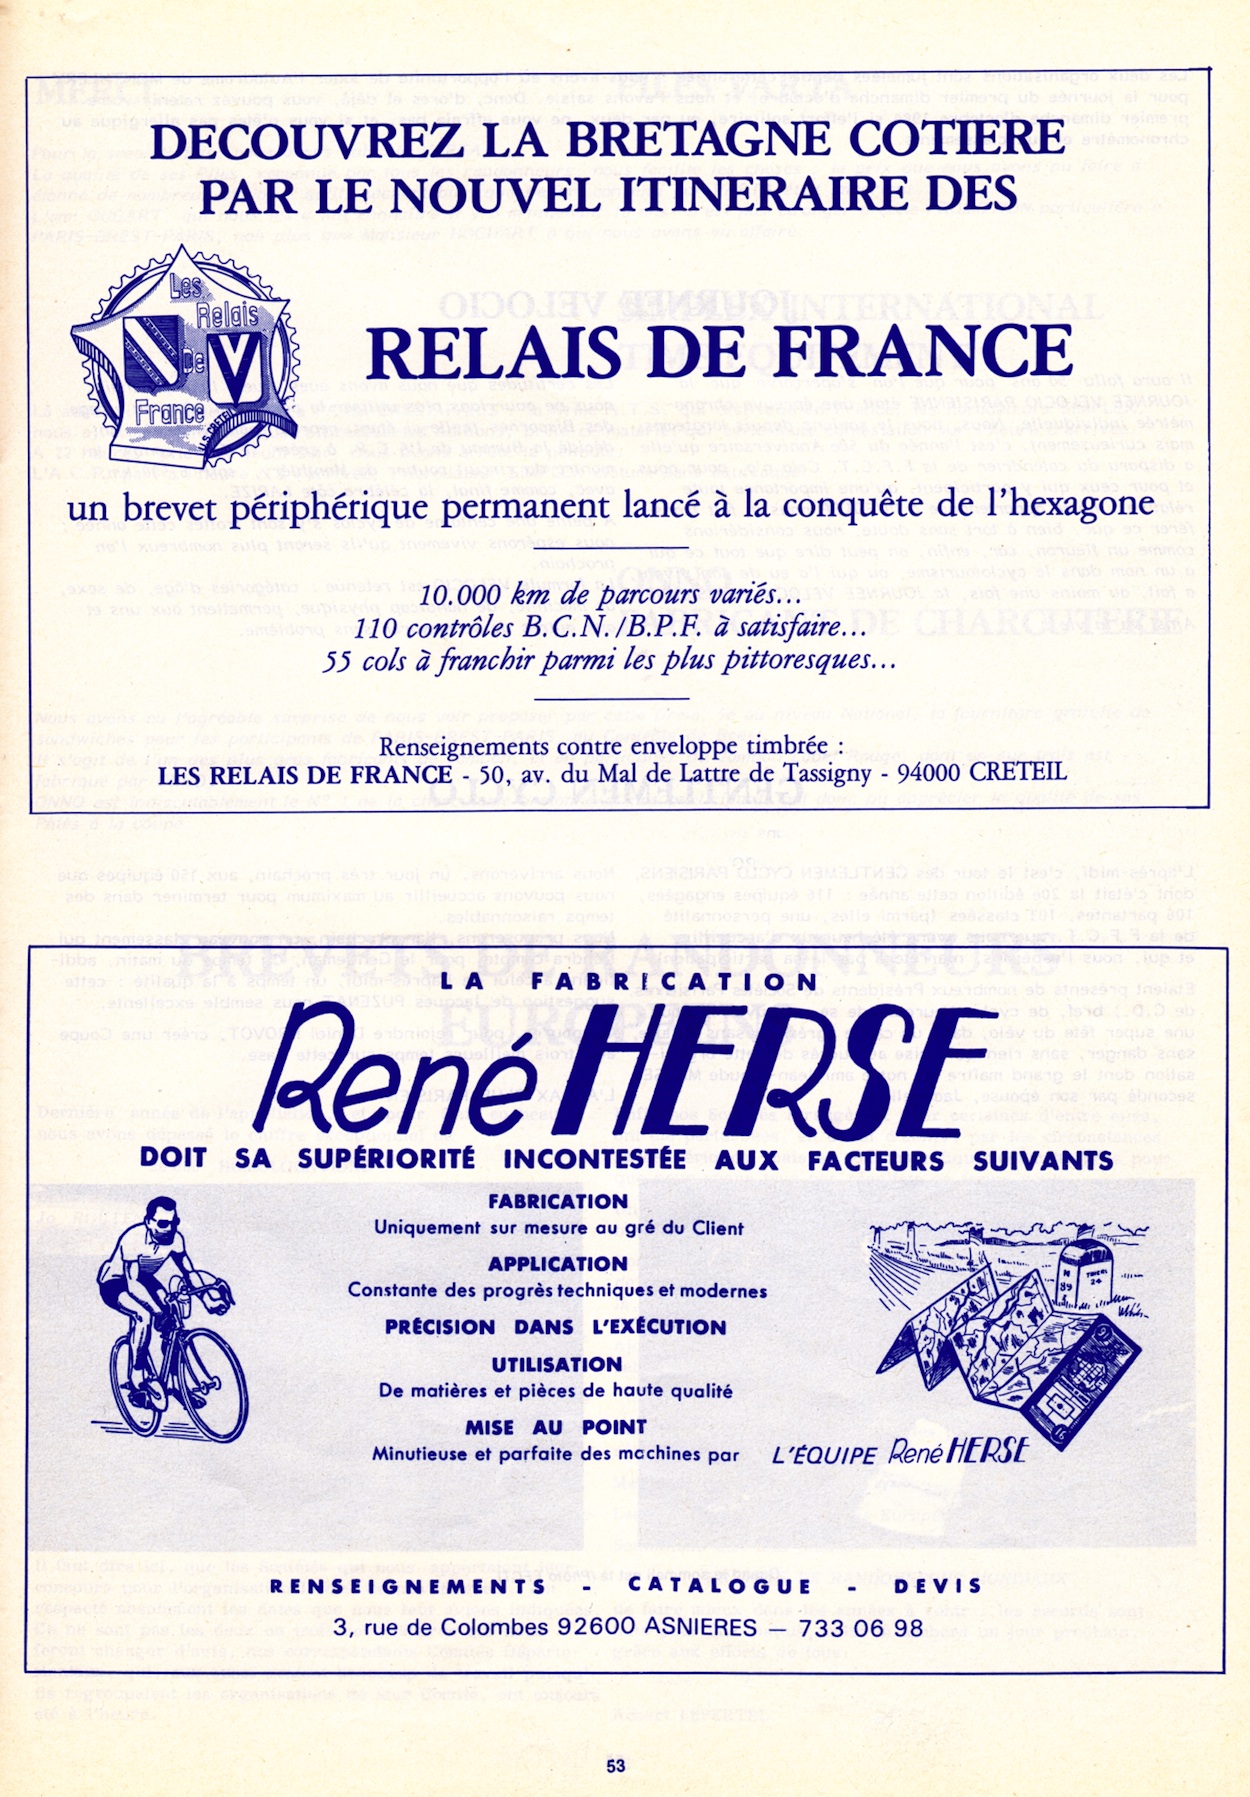 DECOUVREZ LA BRETAGNE COTIERE
PAR LE NOUVEL ITINERAIRE DES
Les
Relais
De
France
V
U.S. CRETEIL
RELAIS DE FRANCE
un brevet périphérique permanent lancé à la conquête de l'hexagone
10.000 km de parcours variés...
110 contrôles B.C.N./B.P.F. à satisfaire...
55 cols à franchir parmi les plus pittoresques...
Renseignements contre enveloppe timbrée :
LES RELAIS DE FRANCE - 50, av. du Mal de Lattre de Tassigny - 94000 CRETEIL
LA FABRICATION
René HERSE
DOIT SA SUPÉRIORITÉ INCONTESTÉE AUX FACTEURS SUIVANTS
FABRICATION
Uniquement sur mesure au gré du Client
APPLICATION
Constante des progrès techniques et modernes
PRÉCISION DANS L'EXÉCUTION
UTILISATION
De matières et pièces de haute qualité
MISE AU POINT
Minutieuse et parfaite des machines par
L'ÉQUIPE René HERSE
RENSEIGNEMENTS - CATALOGUE - DEVIS
3, rue de Colombes 92600 ASNIERES — 733 06 98
53